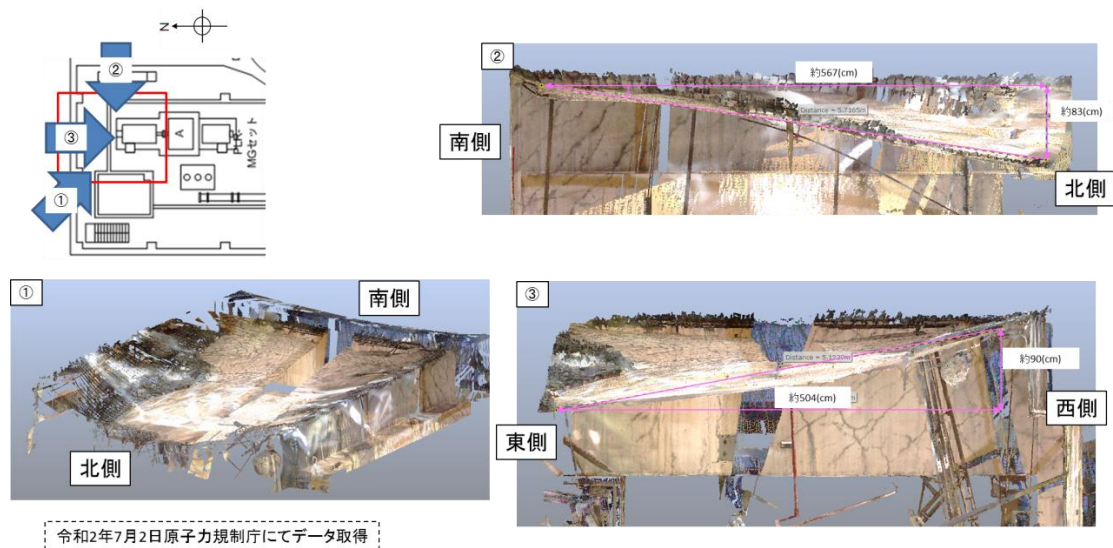 N
①
②
③
A
PLR
MGセット
②
約567(cm)
Distance = 5.7165m
約83(cm)
南側
北側
①
南側
北側
③
Distance = 5.1239m
約90(cm)
約504(cm)
東側
西側
令和2年7月2日原子力規制庁にてデータ取得